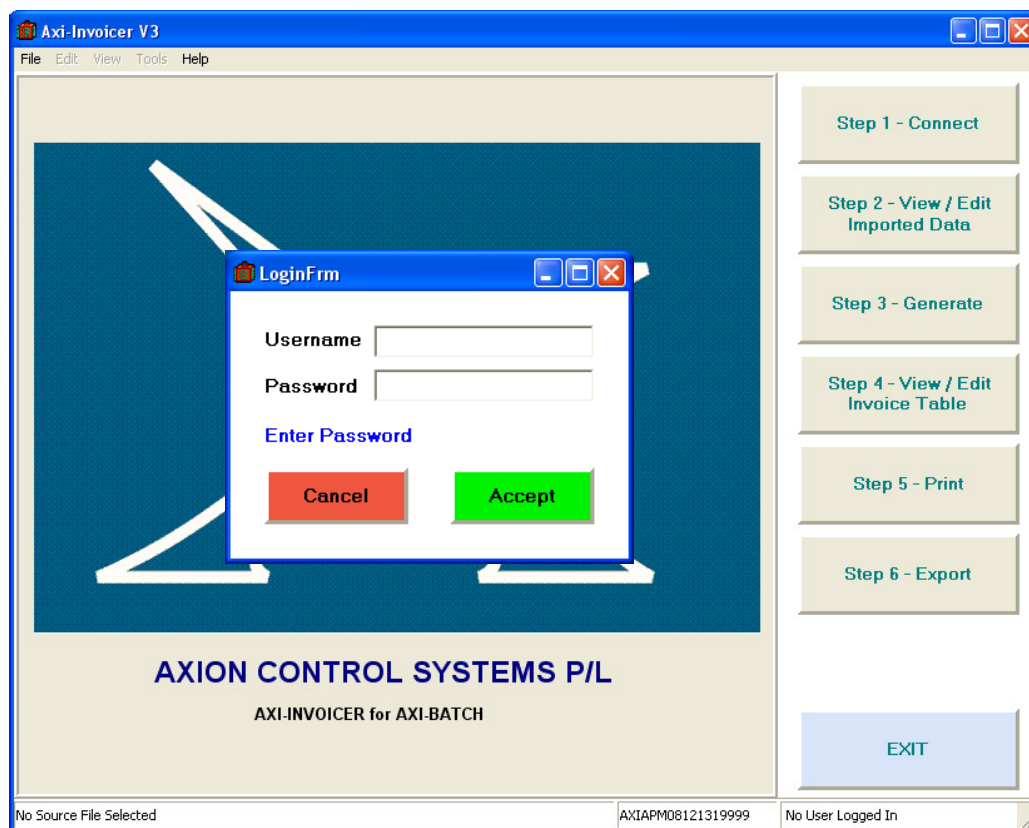 Axi-Invoicer V3
File Edit View Tools Help
Step 1 - Connect
Step 2 - View / Edit
Imported Data
Step 3 - Generate
Step 4 - View / Edit
Invoice Table
Step 5 - Print
Step 6 - Export
EXIT
LoginFrm
Username
Password
Enter Password
Cancel Accept
AXION CONTROL SYSTEMS P/L
AXI-INVOICER for AXI-BATCH
No Source File Selected AXIAPM08121319999 No User Logged In